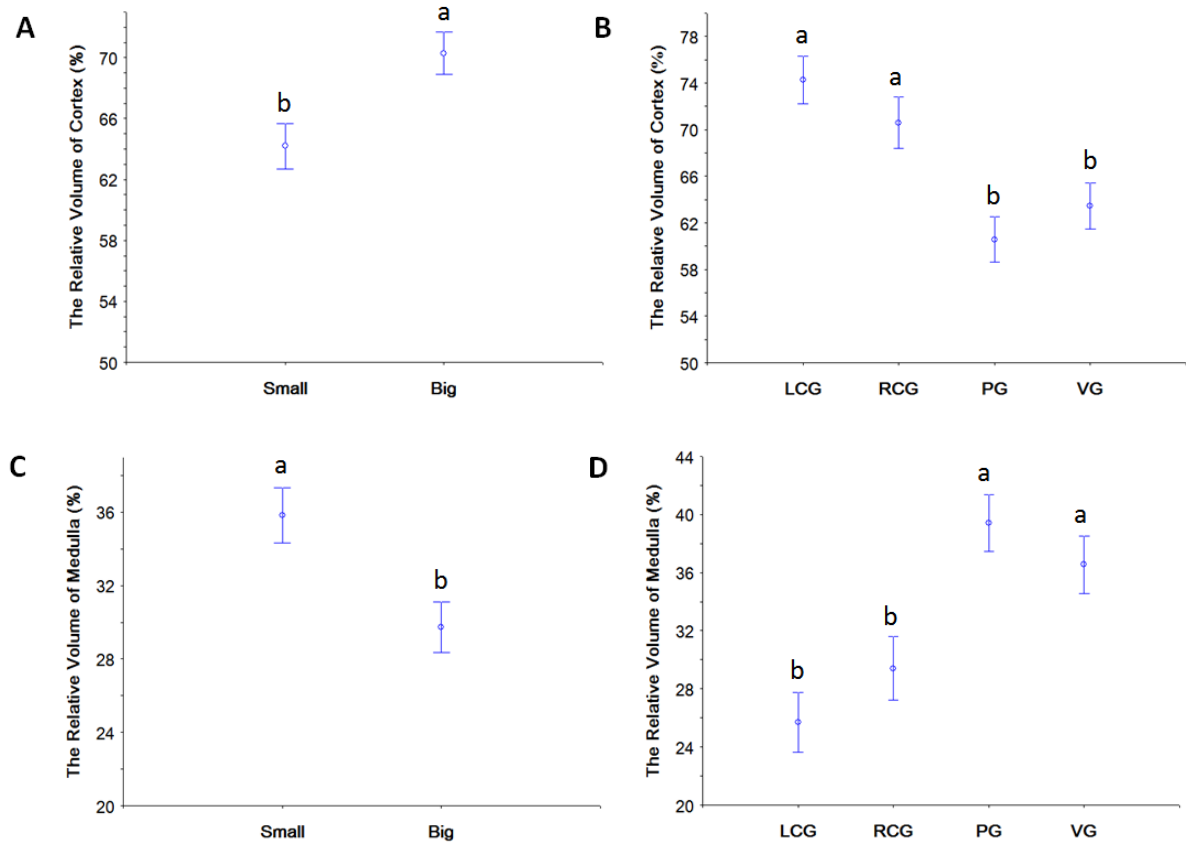 A
The Relative Volume of Cortex (%)
70
66
62
58
54
50
b
a
Small
Big
B
The Relative Volume of Cortex (%)
78
74
70
66
62
58
54
50
a
a
b
b
LCG
RCG
PG
VG
C
The Relative Volume of Medulla (%)
36
32
28
24
20
a
b
Small
Big
D
The Relative Volume of Medulla (%)
44
40
36
32
28
24
20
b
b
a
a
LCG
RCG
PG
VG